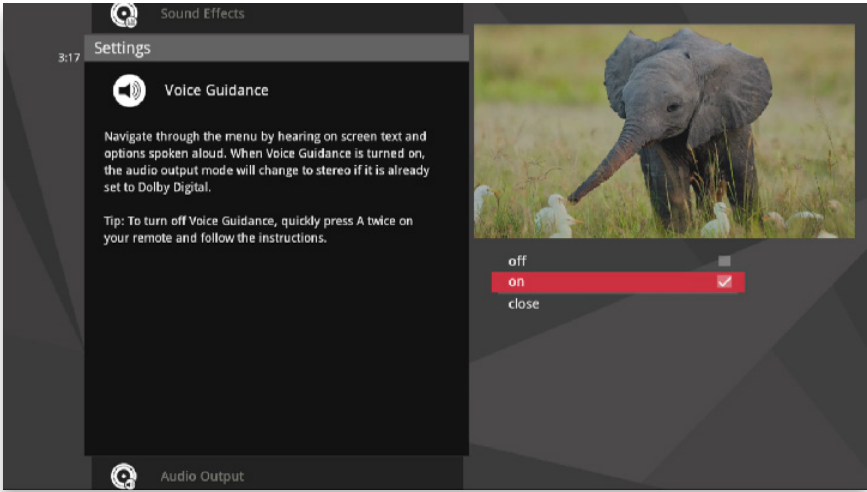 Sound Effects
3:17
Settings
Voice Guidance
Navigate through the menu by hearing on screen text and
options spoken aloud. When Voice Guidance is turned on,
the audio output mode will change to stereo if it is already
set to Dolby Digital.
Tip: To turn off Voice Guidance, quickly press A twice on
your remote and follow the instructions.
off
on
close
Audio Output